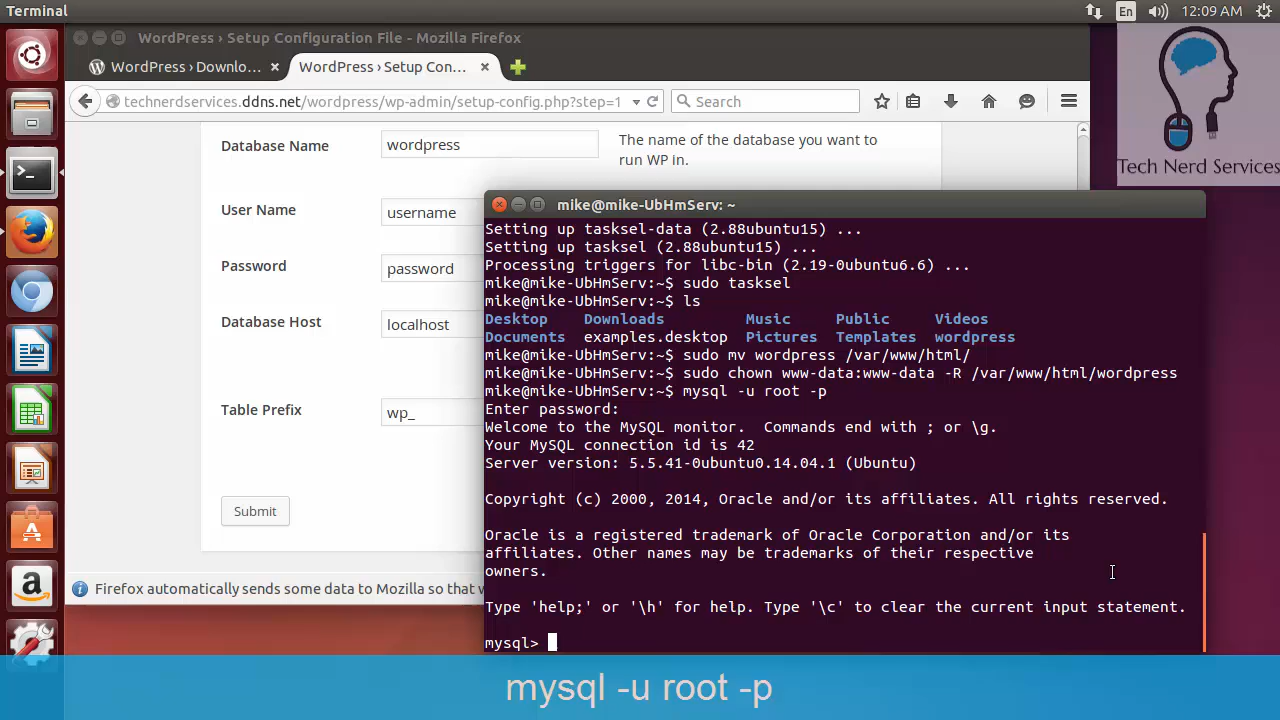 Terminal
En
12:09 AM
WordPress › Setup Configuration File - Mozilla Firefox
WordPress › Downlo...
WordPress › Setup Con...
technerdservices.ddns.net/wordpress/wp-admin/setup-config.php?step=1
Search
Tech Nerd Services
Database Name
wordpress
The name of the database you want to
run WP in.
User Name
username
Password
password
Database Host
localhost
Table Prefix
wp_
Submit
Firefox automatically sends some data to Mozilla so that w
mike@mike-UbHmServ: ~
Setting up tasksel-data (2.88ubuntu15) ...
Setting up tasksel (2.88ubuntu15) ...
Processing triggers for libc-bin (2.19-0ubuntu6.6) ...
mike@mike-UbHmServ:~$ sudo tasksel
mike@mike-UbHmServ:~$ ls
Desktop Downloads Music Public Videos
Documents examples.desktop Pictures Templates wordpress
mike@mike-UbHmServ:~$ sudo mv wordpress /var/www/html/
mike@mike-UbHmServ:~$ sudo chown www-data:www-data -R /var/www/html/wordpress
mike@mike-UbHmServ:~$ mysql -u root -p
Enter password:
Welcome to the MySQL monitor.  Commands end with ; or \g.
Your MySQL connection id is 42
Server version: 5.5.41-0ubuntu0.14.04.1 (Ubuntu)
Copyright (c) 2000, 2014, Oracle and/or its affiliates. All rights reserved.
Oracle is a registered trademark of Oracle Corporation and/or its
affiliates. Other names may be trademarks of their respective
owners.
Type 'help;' or '\h' for help. Type '\c' to clear the current input statement.
mysql>
mysql -u root -p